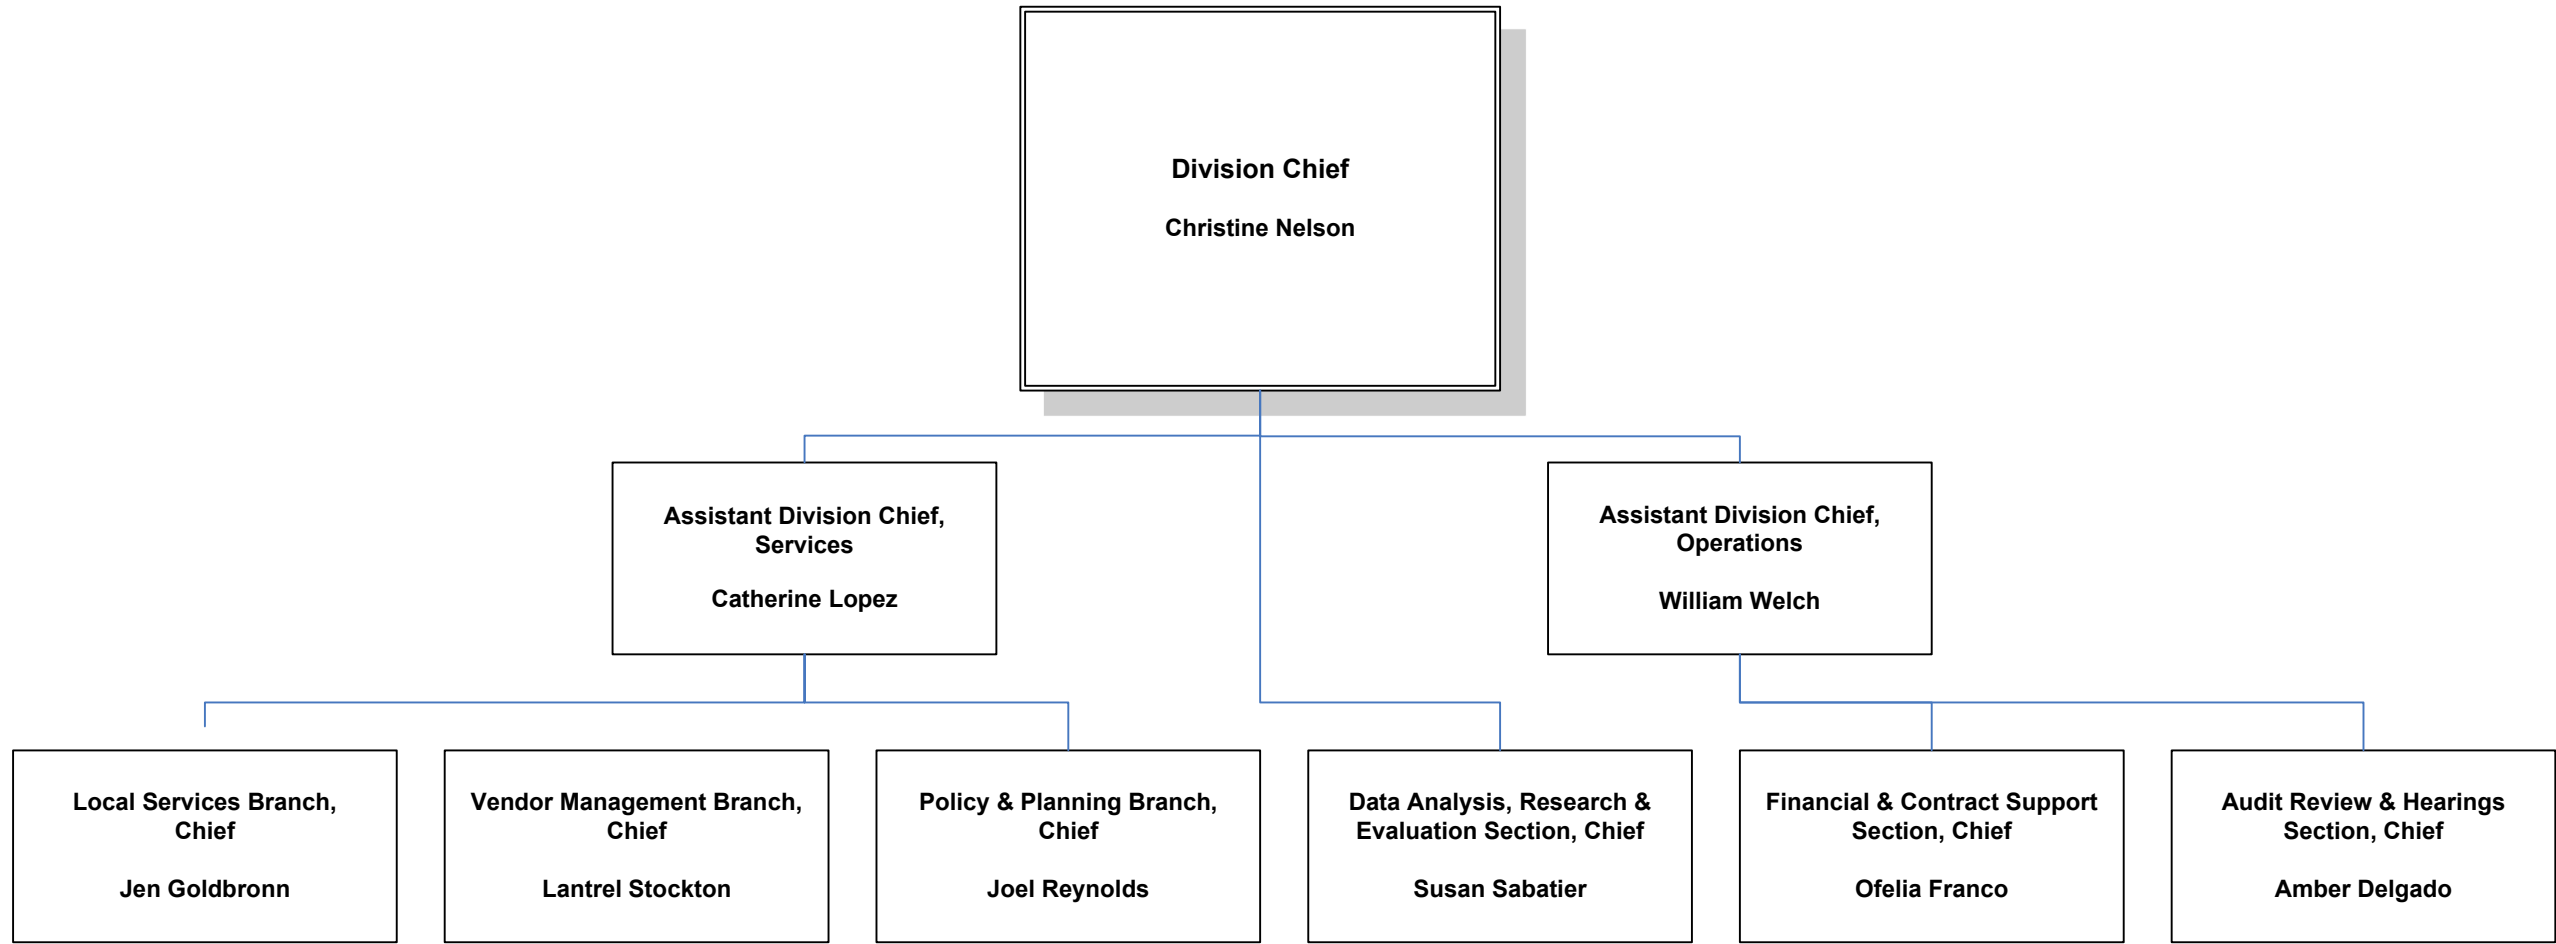 Division Chief
Christine Nelson
Assistant Division Chief,
Services
Catherine Lopez
Assistant Division Chief,
Operations
William Welch
Local Services Branch,
Chief
Jen Goldbronn
Vendor Management Branch,
Chief
Lantrel Stockton
Policy & Planning Branch,
Chief
Joel Reynolds
Data Analysis, Research &
Evaluation Section, Chief
Susan Sabatier
Financial & Contract Support
Section, Chief
Ofelia Franco
Audit Review & Hearings
Section, Chief
Amber Delgado